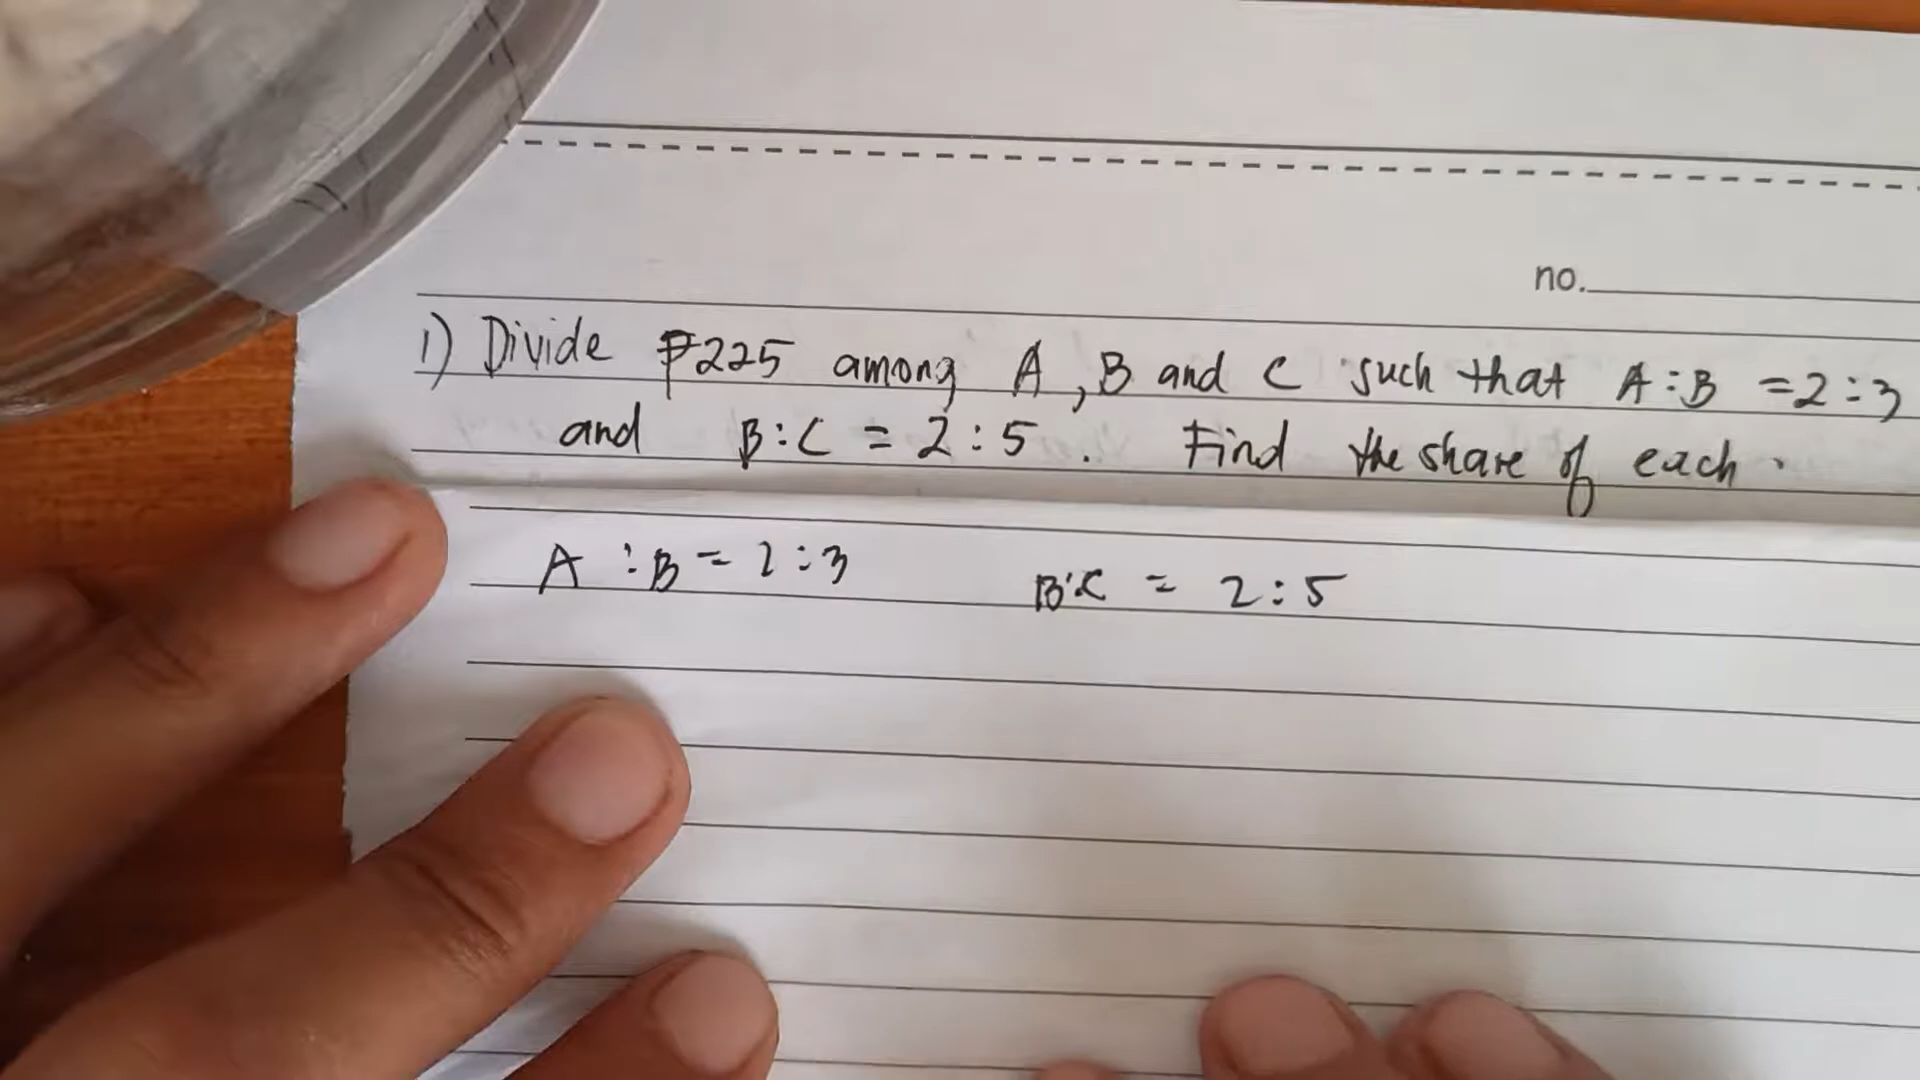 no.
1) Divide ₱225 among A, B and C such that A:B = 2:3
and B:C = 2:5. Find the share of each.
A:B = 2:3 B:C = 2:5